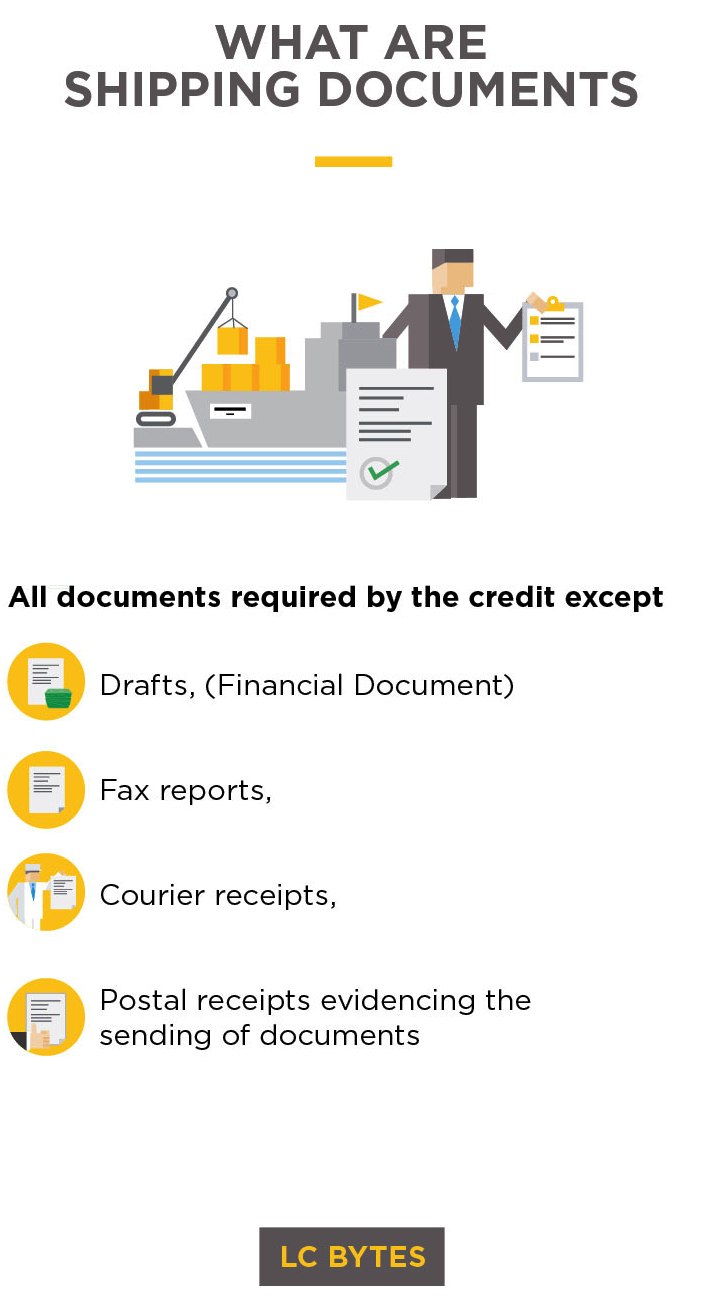 WHAT ARE
SHIPPING DOCUMENTS
All documents required by the credit except
Drafts, (Financial Document)
Fax reports,
Courier receipts,
Postal receipts evidencing the
sending of documents
LC BYTES